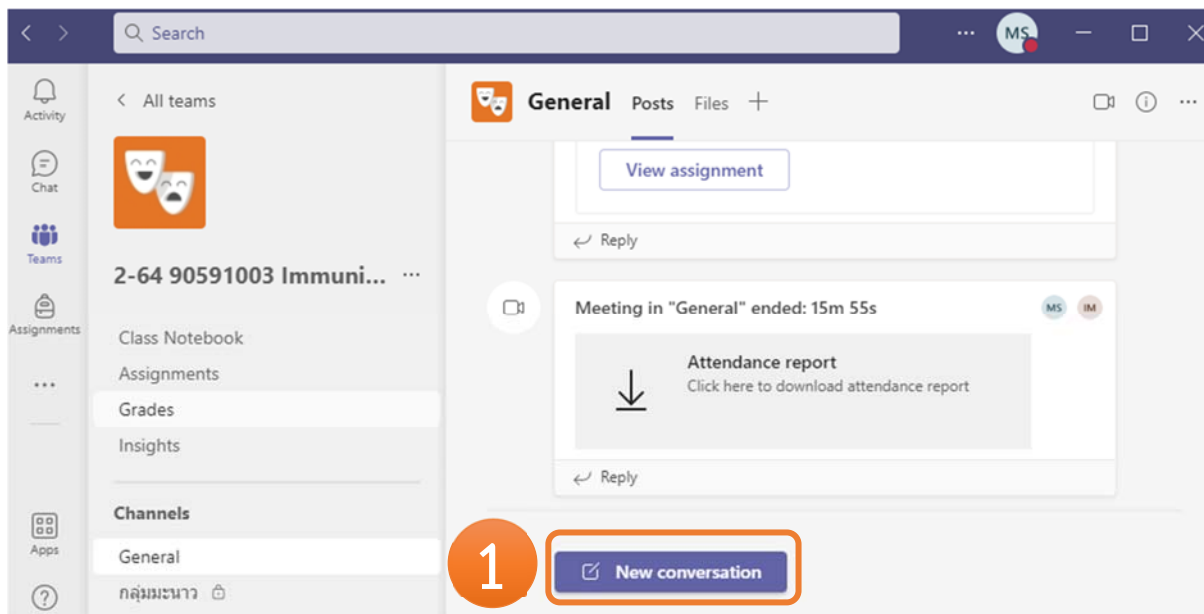 Search
MS
Activity
Chat
Teams
Assignments
Apps
All teams
2-64 90591003 Immuni...
Class Notebook
Assignments
Grades
Insights
Channels
General
กลุ่มมะนาว
General Posts Files
View assignment
Reply
Meeting in "General" ended: 15m 55s
MS IM
Attendance report
Click here to download attendance report
Reply
1
New conversation